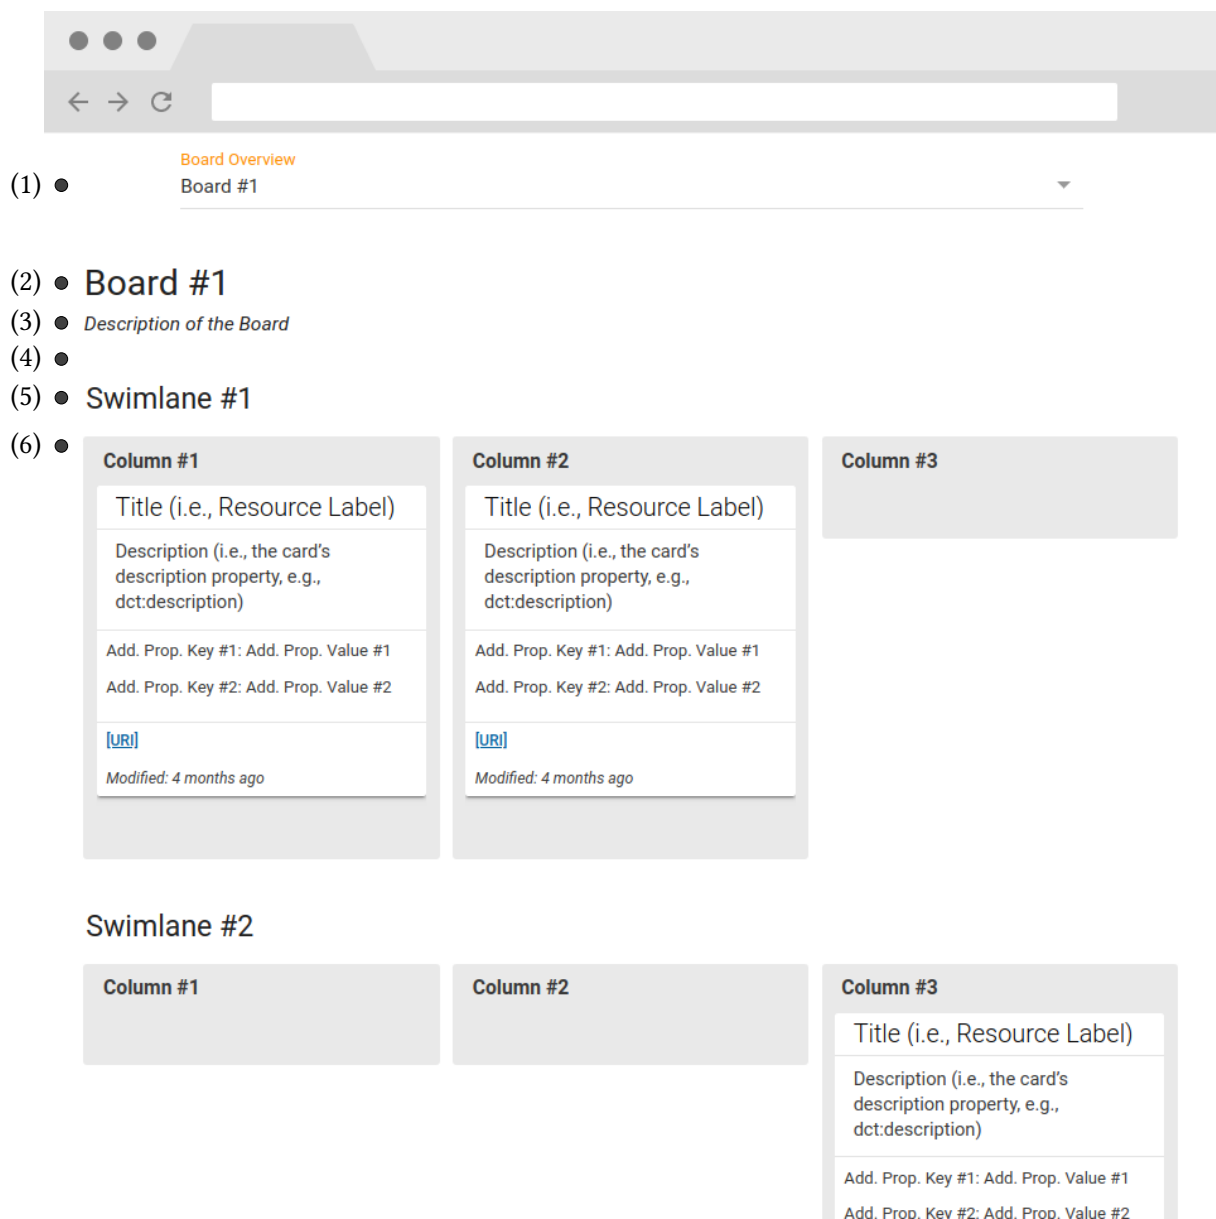 Board Overview
(1) ● Board #1
(2) ● Board #1
(3) ● Description of the Board
(4) ●
(5) ● Swimlane #1
(6) ●
Column #1
Title (i.e., Resource Label)
Description (i.e., the card's
description property, e.g.,
dct:description)
Add. Prop. Key #1: Add. Prop. Value #1
Add. Prop. Key #2: Add. Prop. Value #2
[URI]
Modified: 4 months ago
Column #2
Title (i.e., Resource Label)
Description (i.e., the card's
description property, e.g.,
dct:description)
Add. Prop. Key #1: Add. Prop. Value #1
Add. Prop. Key #2: Add. Prop. Value #2
[URI]
Modified: 4 months ago
Column #3
Swimlane #2
Column #1
Column #2
Column #3
Title (i.e., Resource Label)
Description (i.e., the card's
description property, e.g.,
dct:description)
Add. Prop. Key #1: Add. Prop. Value #1
Add. Prop. Key #2: Add. Prop. Value #2